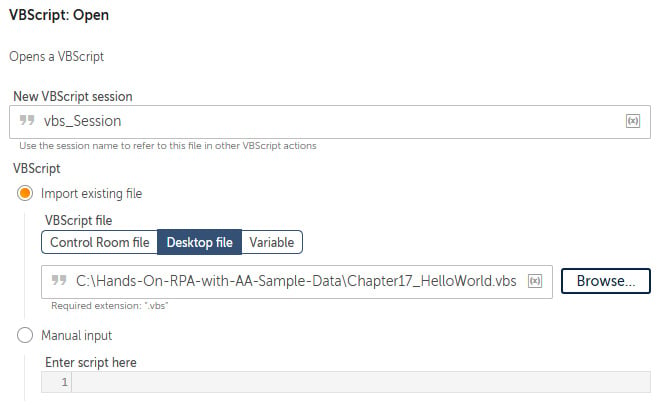 VBScript: Open
Opens a VBScript
New VBScript session
❞ vbs_Session (x)
Use the session name to refer to this file in other VBScript actions
VBScript
Import existing file
VBScript file
Control Room file Desktop file Variable
❞ C:\Hands-On-RPA-with-AA-Sample-Data\Chapter17_HelloWorld.vbs (x) Browse...
Required extension: ".vbs"
Manual input
Enter script here
1